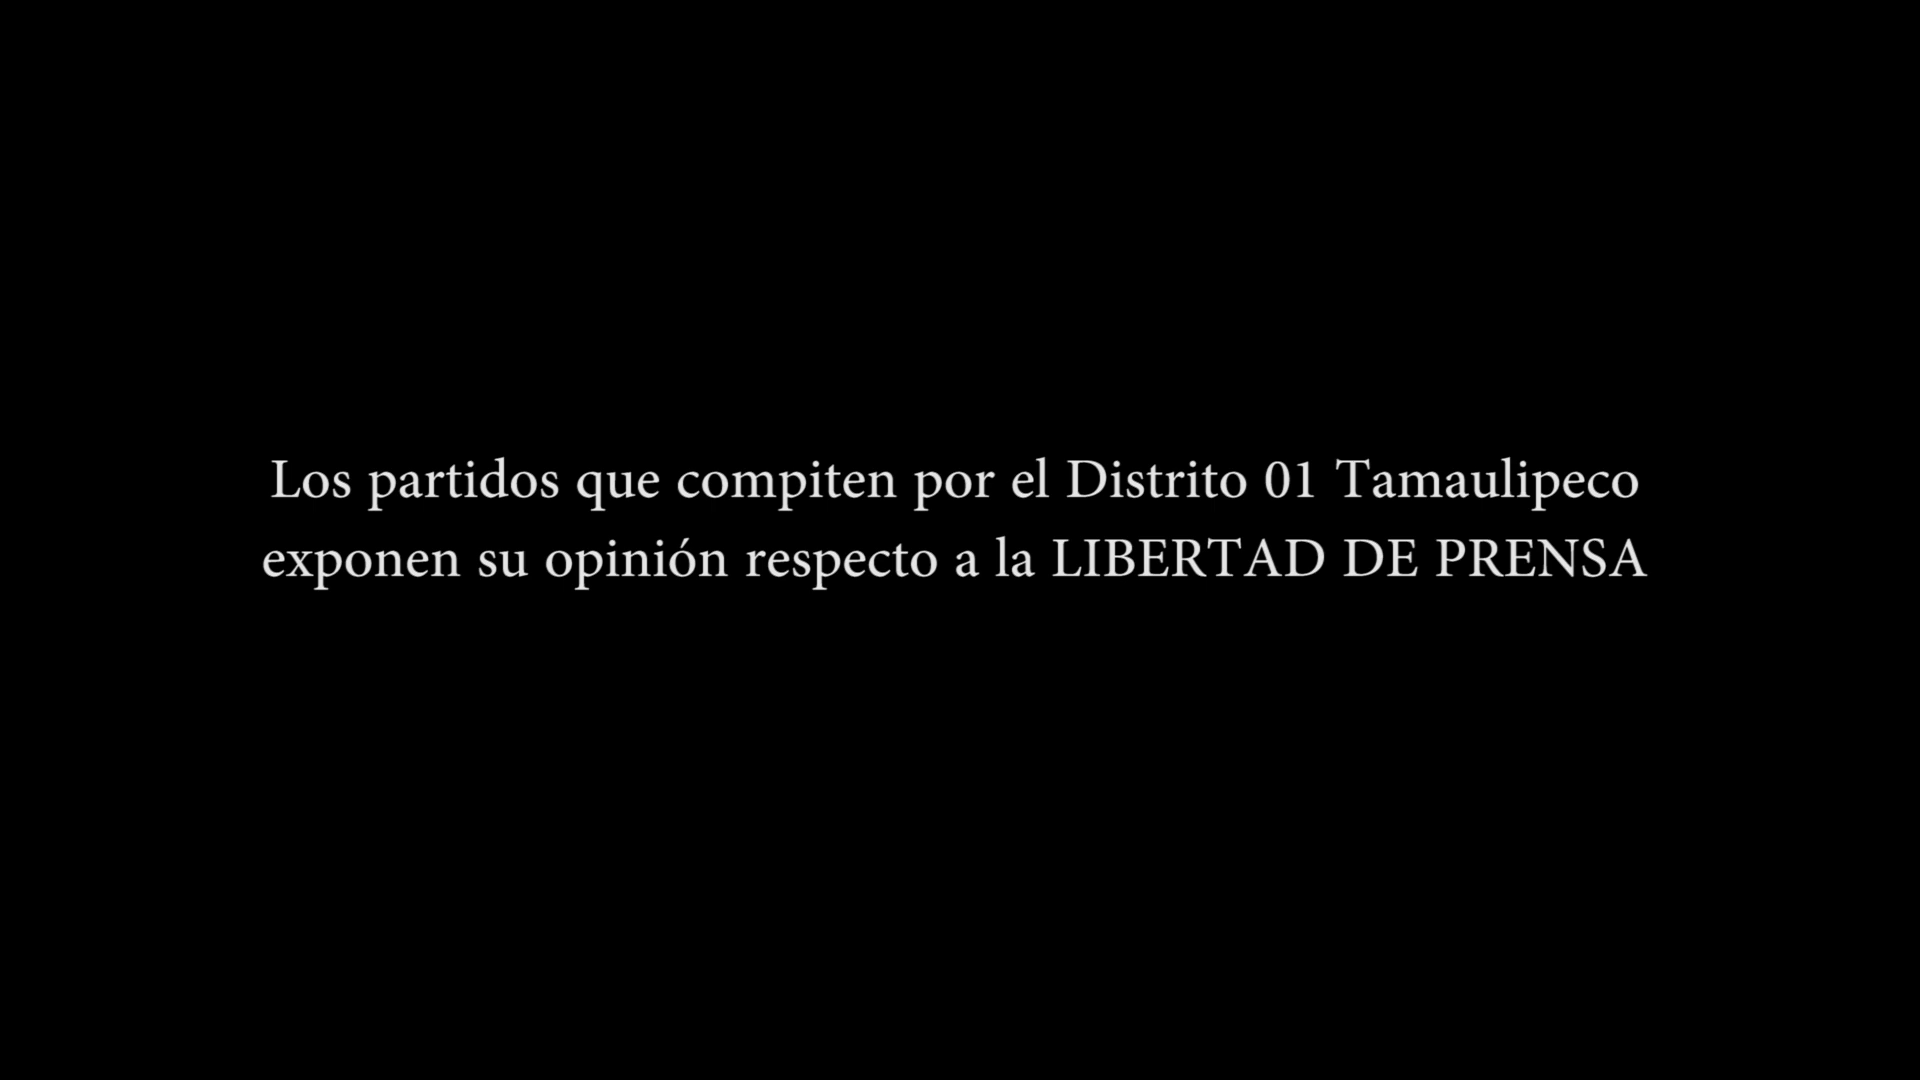 Los partidos que compiten por el Distrito 01 Tamaulipeco
exponen su opinión respecto a la LIBERTAD DE PRENSA